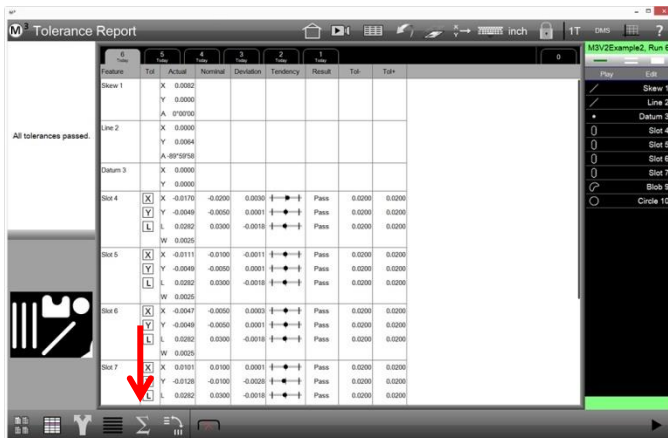 M³ Tolerance Report
inch
1T
DMS
?
M3V2Example2, Run 6
6 Today
5 Today
4 Today
3 Today
2 Today
1 Today
0
Play Edit
Feature Tol Actual Nominal Deviation Tendency Result Tol- Tol+
All tolerances passed.
Skew 1 X 0.0002
Y 0.0000
A 0°00'00
Line 2 X 0.0000
Y 0.0064
A -89°59'58
Datum 3 X 0.0000
Y 0.0000
Slot 4 X X -0.0170 -0.0200 0.0030 Pass 0.0200 0.0200
Y Y -0.0049 -0.0050 0.0001 Pass 0.0200 0.0200
L L 0.0282 0.0300 -0.0018 Pass 0.0200 0.0200
W 0.0025
Slot 5 X X -0.0111 -0.0100 -0.0011 Pass 0.0200 0.0200
Y Y -0.0049 -0.0050 0.0001 Pass 0.0200 0.0200
L L 0.0282 0.0300 -0.0018 Pass 0.0200 0.0200
W 0.0025
Slot 6 X X -0.0047 -0.0050 0.0003 Pass 0.0200 0.0200
Y Y -0.0049 -0.0050 0.0001 Pass 0.0200 0.0200
L L 0.0282 0.0300 -0.0018 Pass 0.0200 0.0200
W 0.0025
Slot 7 X X 0.0101 0.0100 0.0001 Pass 0.0200 0.0200
Y -0.0128 -0.0100 -0.0028 Pass 0.0200 0.0200
L L 0.0282 0.0300 -0.0018 Pass 0.0200 0.0200
Skew 1
Line 2
Datum 3
Slot 4
Slot 5
Slot 6
Slot 7
Blob 9
Circle 10